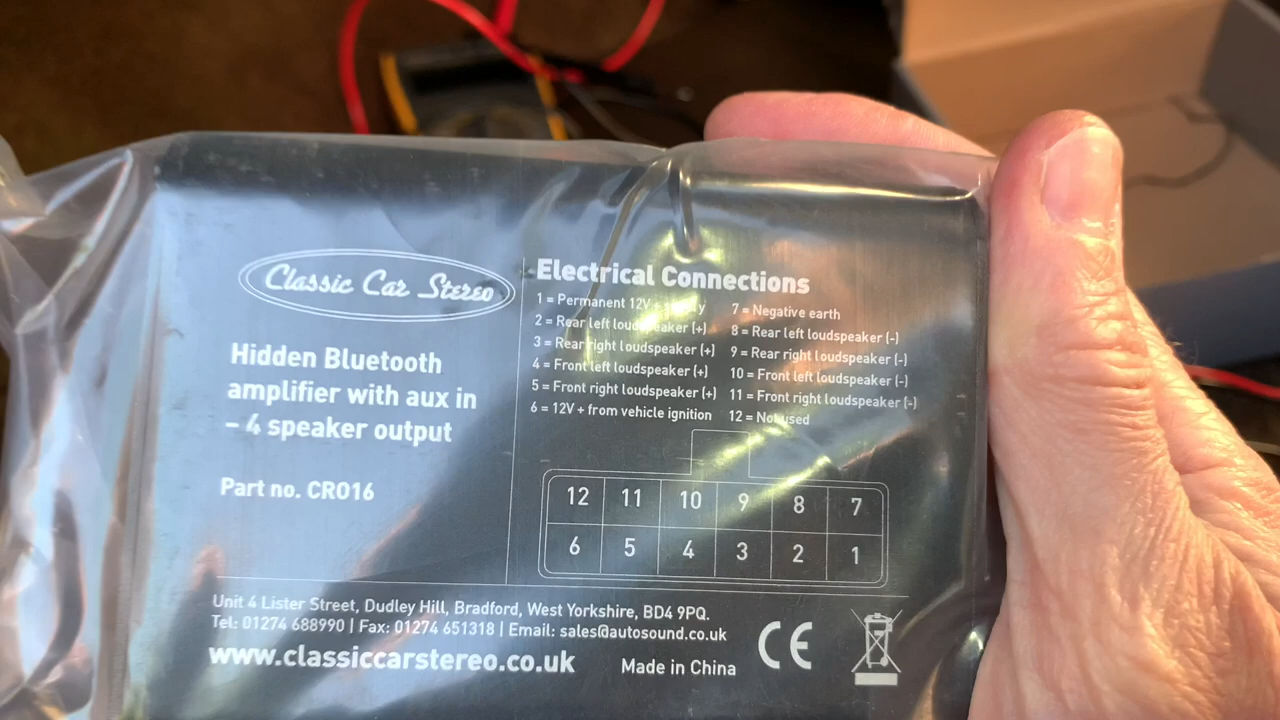 Classic Car Stereo
Hidden Bluetooth
amplifier with aux in
– 4 speaker output
Part no. CR016
Electrical Connections
1 = Permanent 12V + supply
2 = Rear left loudspeaker (+)
3 = Rear right loudspeaker (+)
4 = Front left loudspeaker (+)
5 = Front right loudspeaker (+)
6 = 12V + from vehicle ignition
7 = Negative earth
8 = Rear left loudspeaker (-)
9 = Rear right loudspeaker (-)
10 = Front left loudspeaker (-)
11 = Front right loudspeaker (-)
12 = Not used
12 11 10 9 8 7
6 5 4 3 2 1
Unit 4 Lister Street, Dudley Hill, Bradford, West Yorkshire, BD4 9PQ.
Tel: 01274 688990 | Fax: 01274 651318 | Email: sales@autosound.co.uk
www.classiccarstereo.co.uk
Made in China
CE